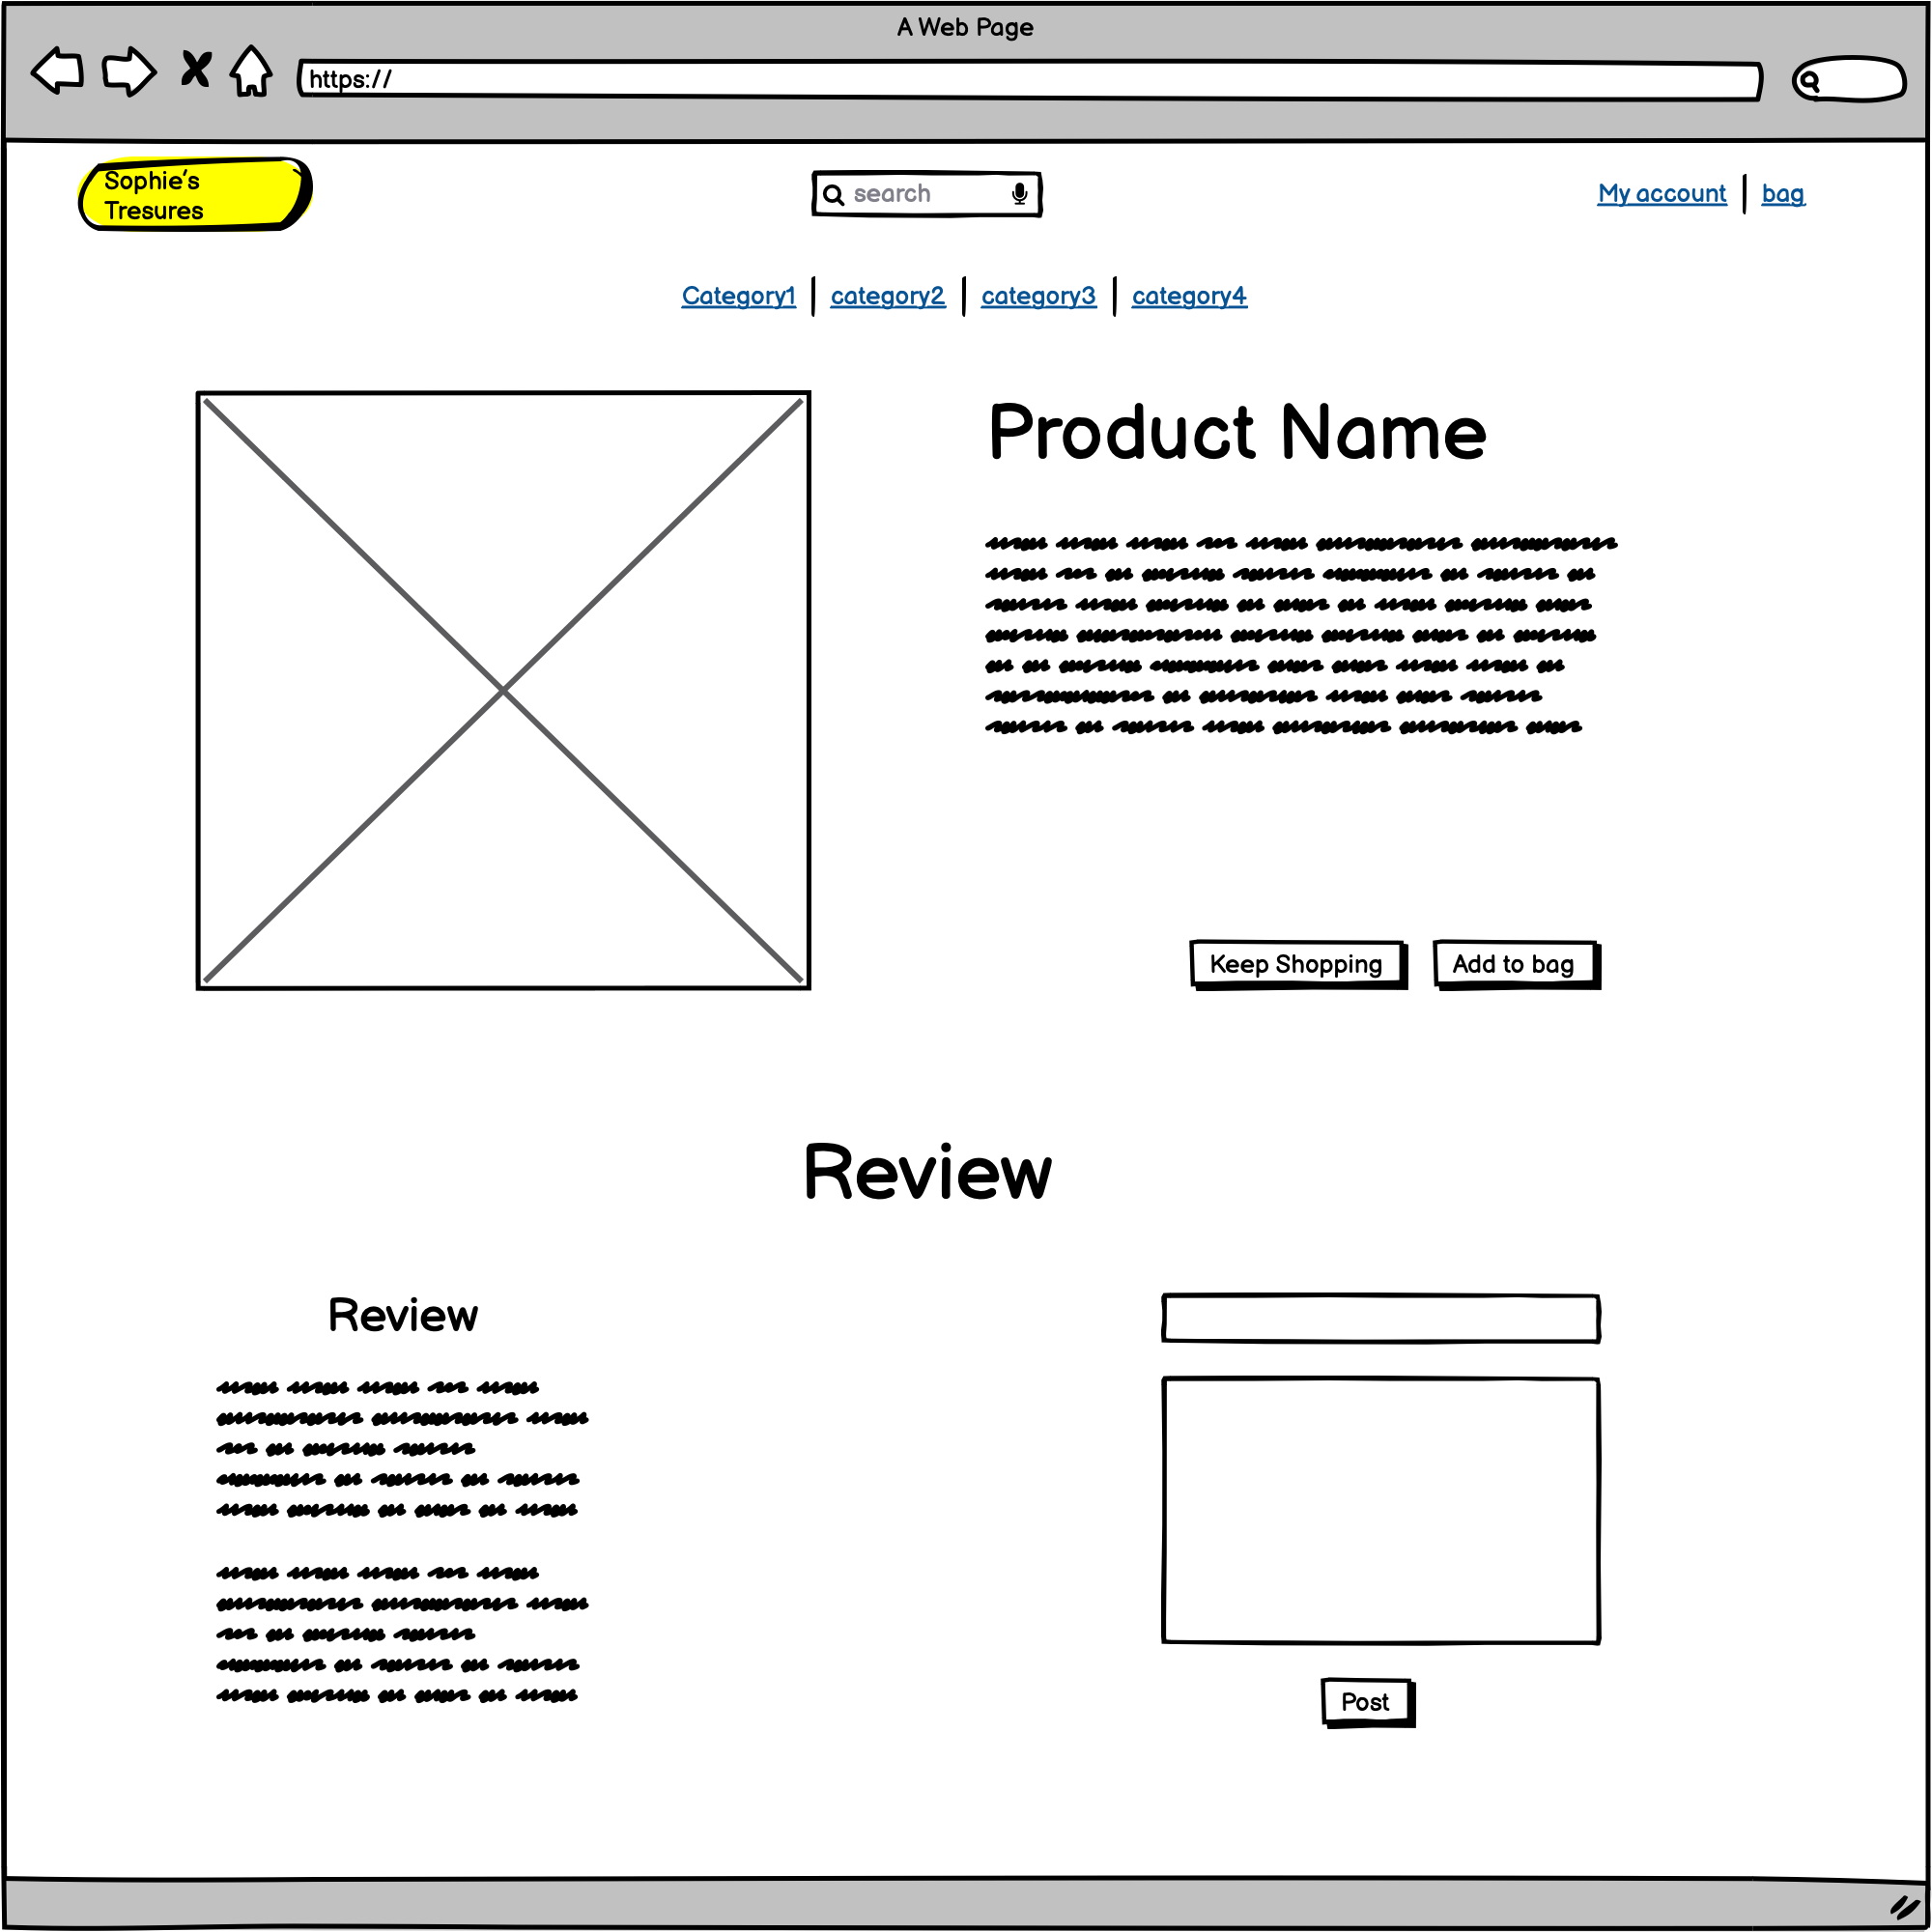 A Web Page
https://
Sophie's
Tresures
search
My account
bag
Category1
category2
category3
category4
Product Name
Keep Shopping
Add to bag
Review
Review
Post